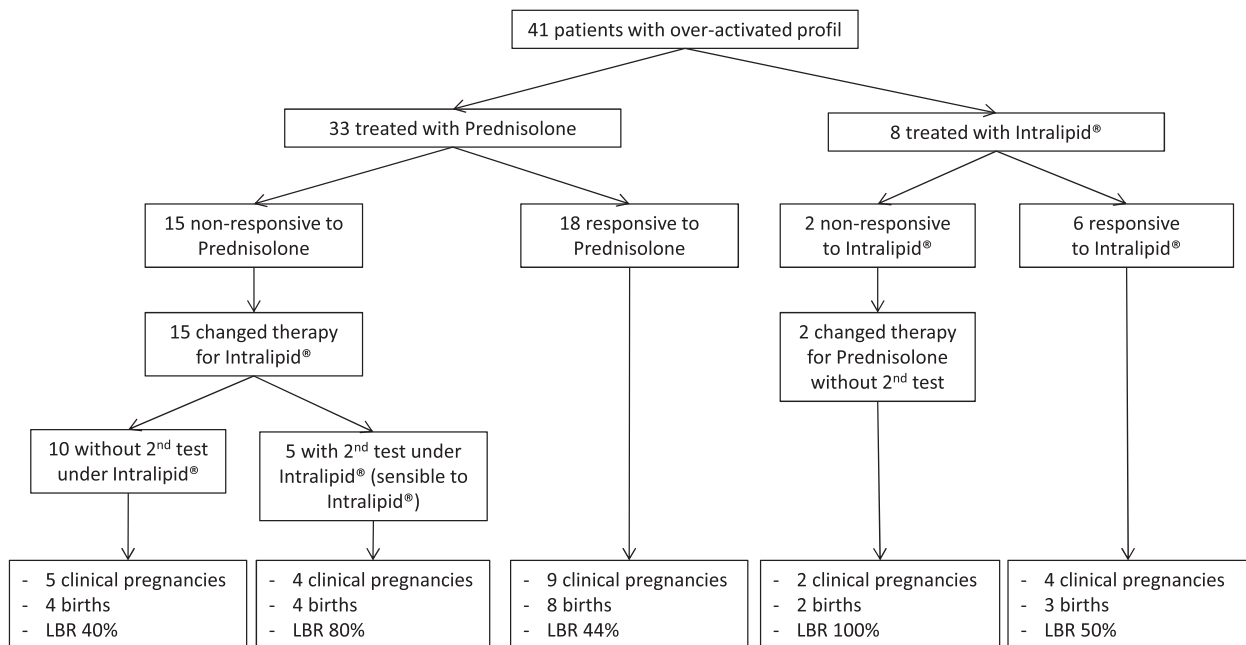 41 patients with over-activated profil
33 treated with Prednisolone
8 treated with Intralipid®
15 non-responsive to
Prednisolone
18 responsive to
Prednisolone
2 non-responsive
to Intralipid®
6 responsive
to Intralipid®
15 changed therapy
for Intralipid®
2 changed therapy
for Prednisolone
without 2nd test
10 without 2nd test
under Intralipid®
5 with 2nd test under
Intralipid® (sensible to
Intralipid®)
- 5 clinical pregnancies
- 4 births
- LBR 40%
- 4 clinical pregnancies
- 4 births
- LBR 80%
- 9 clinical pregnancies
- 8 births
- LBR 44%
- 2 clinical pregnancies
- 2 births
- LBR 100%
- 4 clinical pregnancies
- 3 births
- LBR 50%